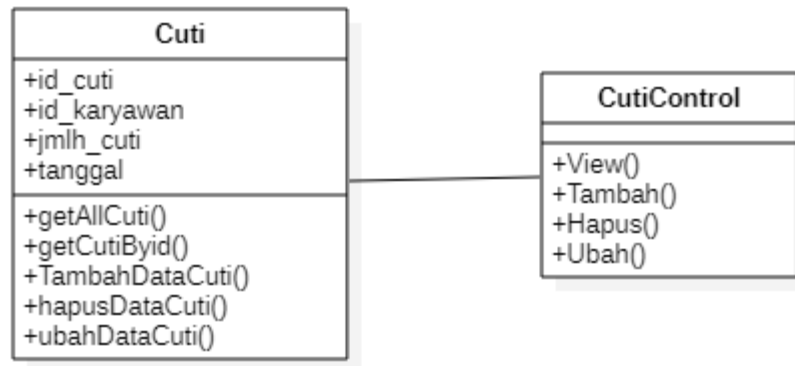 Cuti
+id_cuti
+id_karyawan
+jmlh_cuti
+tanggal
+getAllCuti()
+getCutiByid()
+TambahDataCuti()
+hapusDataCuti()
+ubahDataCuti()
CutiControl
+View()
+Tambah()
+Hapus()
+Ubah()